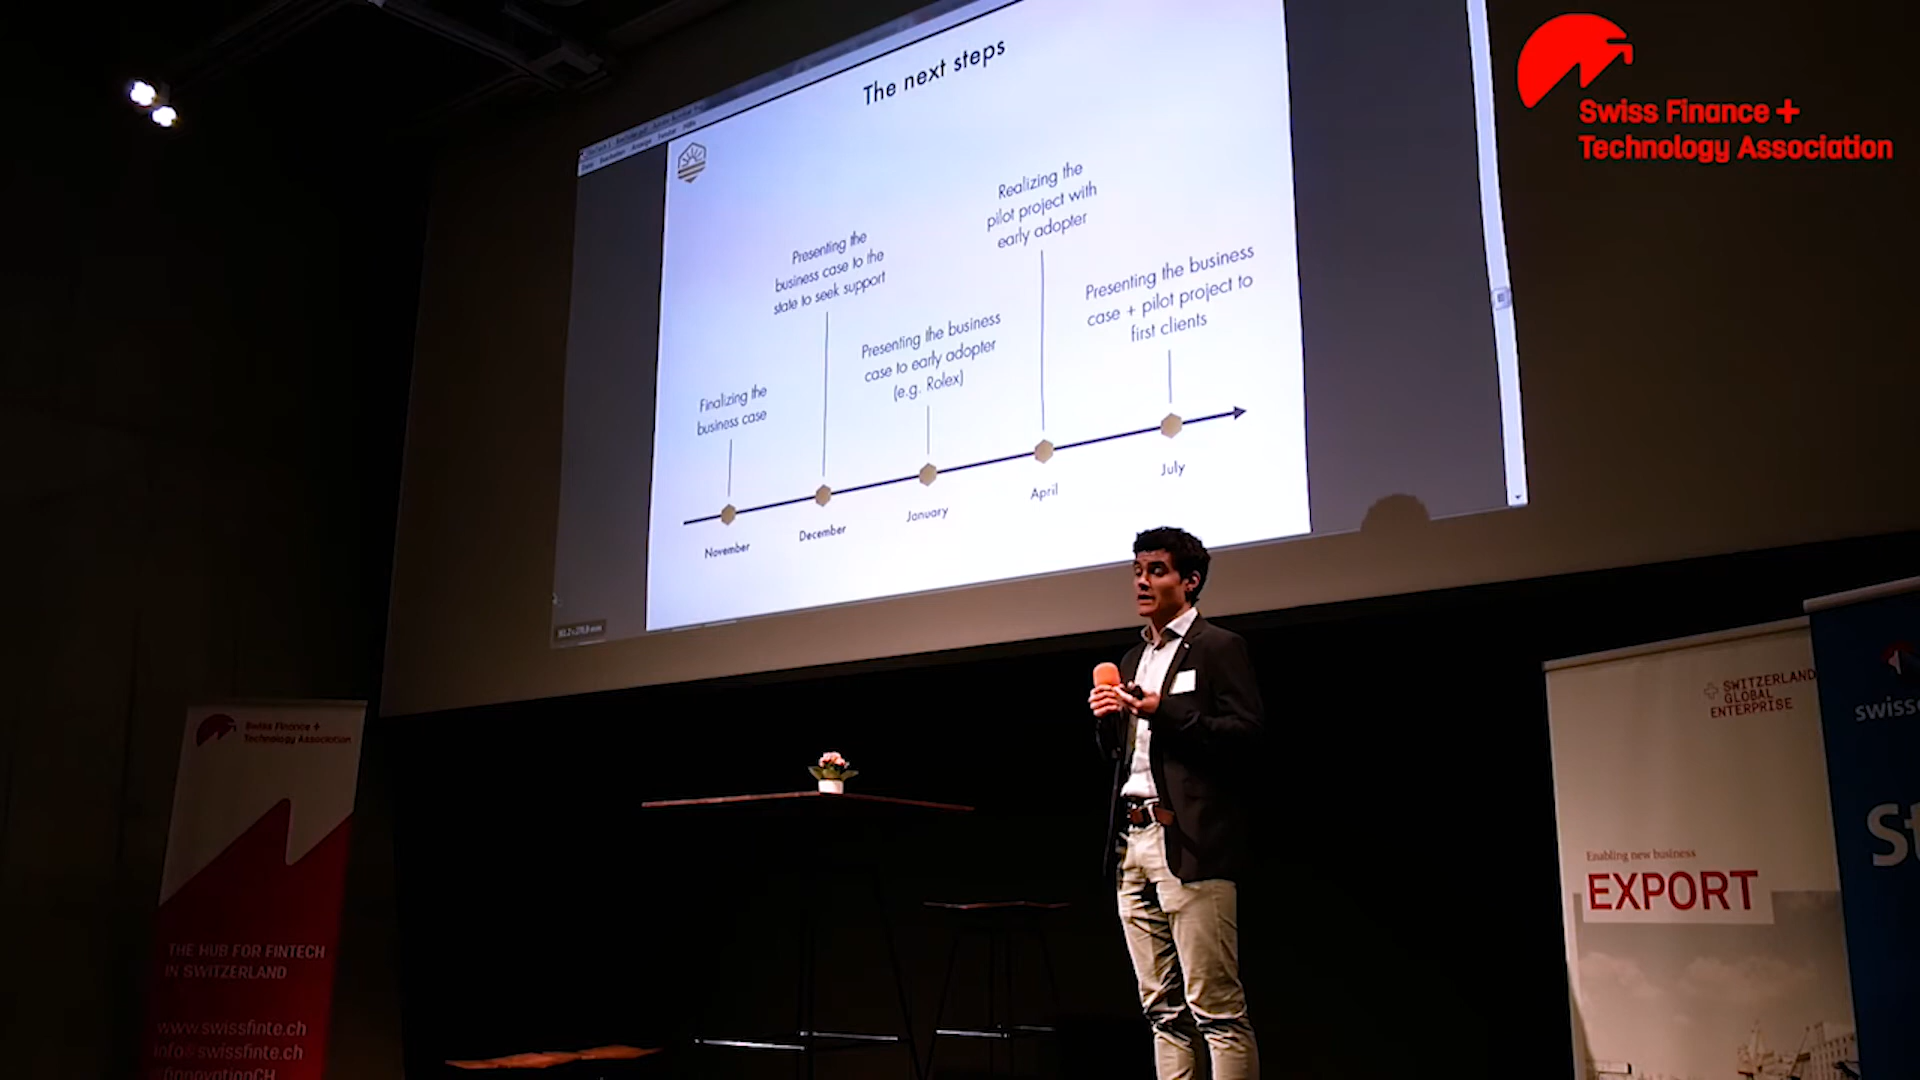 The next steps
Swiss Finance +
Technology Association
Realizing the
pilot project with
early adopter
Presenting the
business case to the
state to seek support
Presenting the business
case + pilot project to
first clients
Presenting the business
case to early adopter
(e.g. Rolex)
Finalizing the
business case
November
December
January
April
July
Swiss Finance +
Technology Association
THE HUB FOR FINTECH
IN SWITZERLAND
www.swissfinte.ch
info@swissfinte.ch
SWITZERLAND
GLOBAL
ENTERPRISE
Enabling new business
EXPORT
swiss
St